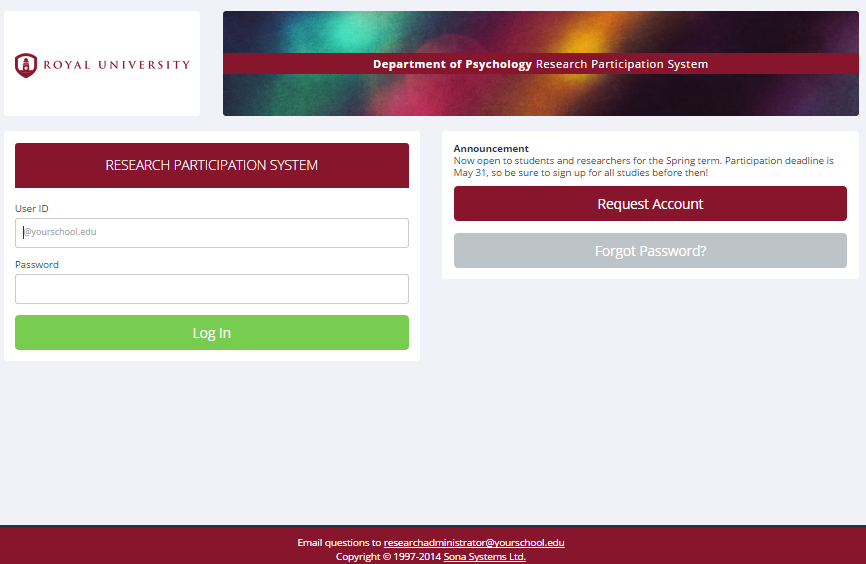 ROYAL UNIVERSITY
Department of Psychology Research Participation System
RESEARCH PARTICIPATION SYSTEM
User ID
@yourschool.edu
Password
Log In
Announcement
Now open to students and researchers for the Spring term. Participation deadline is
May 31, so be sure to sign up for all studies before then!
Request Account
Forgot Password?
Email questions to researchadministrator@yourschool.edu
Copyright © 1997-2014 Sona Systems Ltd.